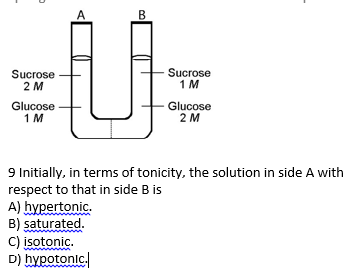 A B
Sucrose Sucrose
2 M 1 M
Glucose Glucose
1 M 2 M
9 Initially, in terms of tonicity, the solution in side A with
respect to that in side B is
A) hypertonic.
B) saturated.
C) isotonic.
D) hypotonic.